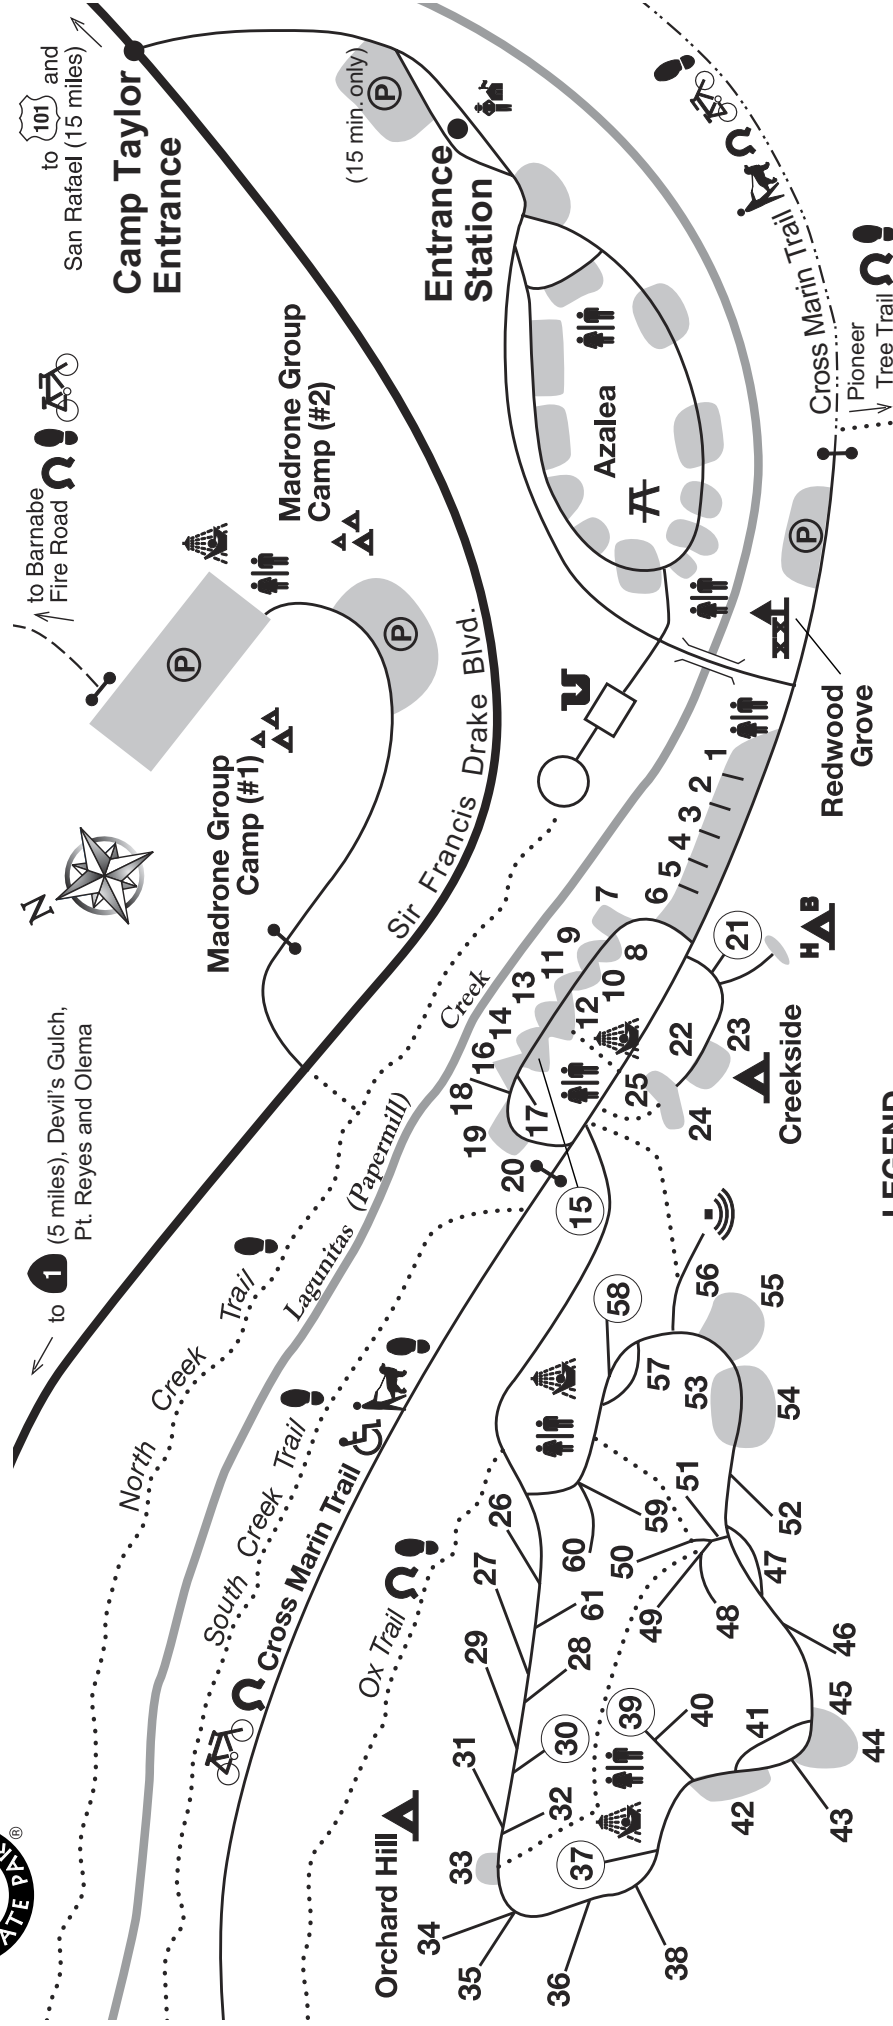 to 101 and
San Rafael (15 miles)
Camp Taylor
Entrance
P
(15 min. only)
Entrance
Station
to Barnabe
Fire Road
Madrone Group
Camp (#2)
P
P
Madrone Group
Camp (#1)
Sir Francis Drake Blvd.
Azalea
Cross Marin Trail
Pioneer
Tree Trail
P
Redwood
Grove
N
to 1 (5 miles), Devil's Gulch,
Pt. Reyes and Olema
North Creek Trail
Lagunitas (Papermill) Creek
South Creek Trail
Cross Marin Trail
Ox Trail
1
2
3
4
5
6
7
8
9
10
11
12
13
14
15
16
17
18
19
20
21
22
23
24
25
H B
Creekside
LEGEND
Orchard Hill
26
27
28
29
30
31
32
33
34
35
36
37
38
39
40
41
42
43
44
45
46
47
48
49
50
51
52
53
54
55
56
57
58
59
60
61
ATE PAR
®